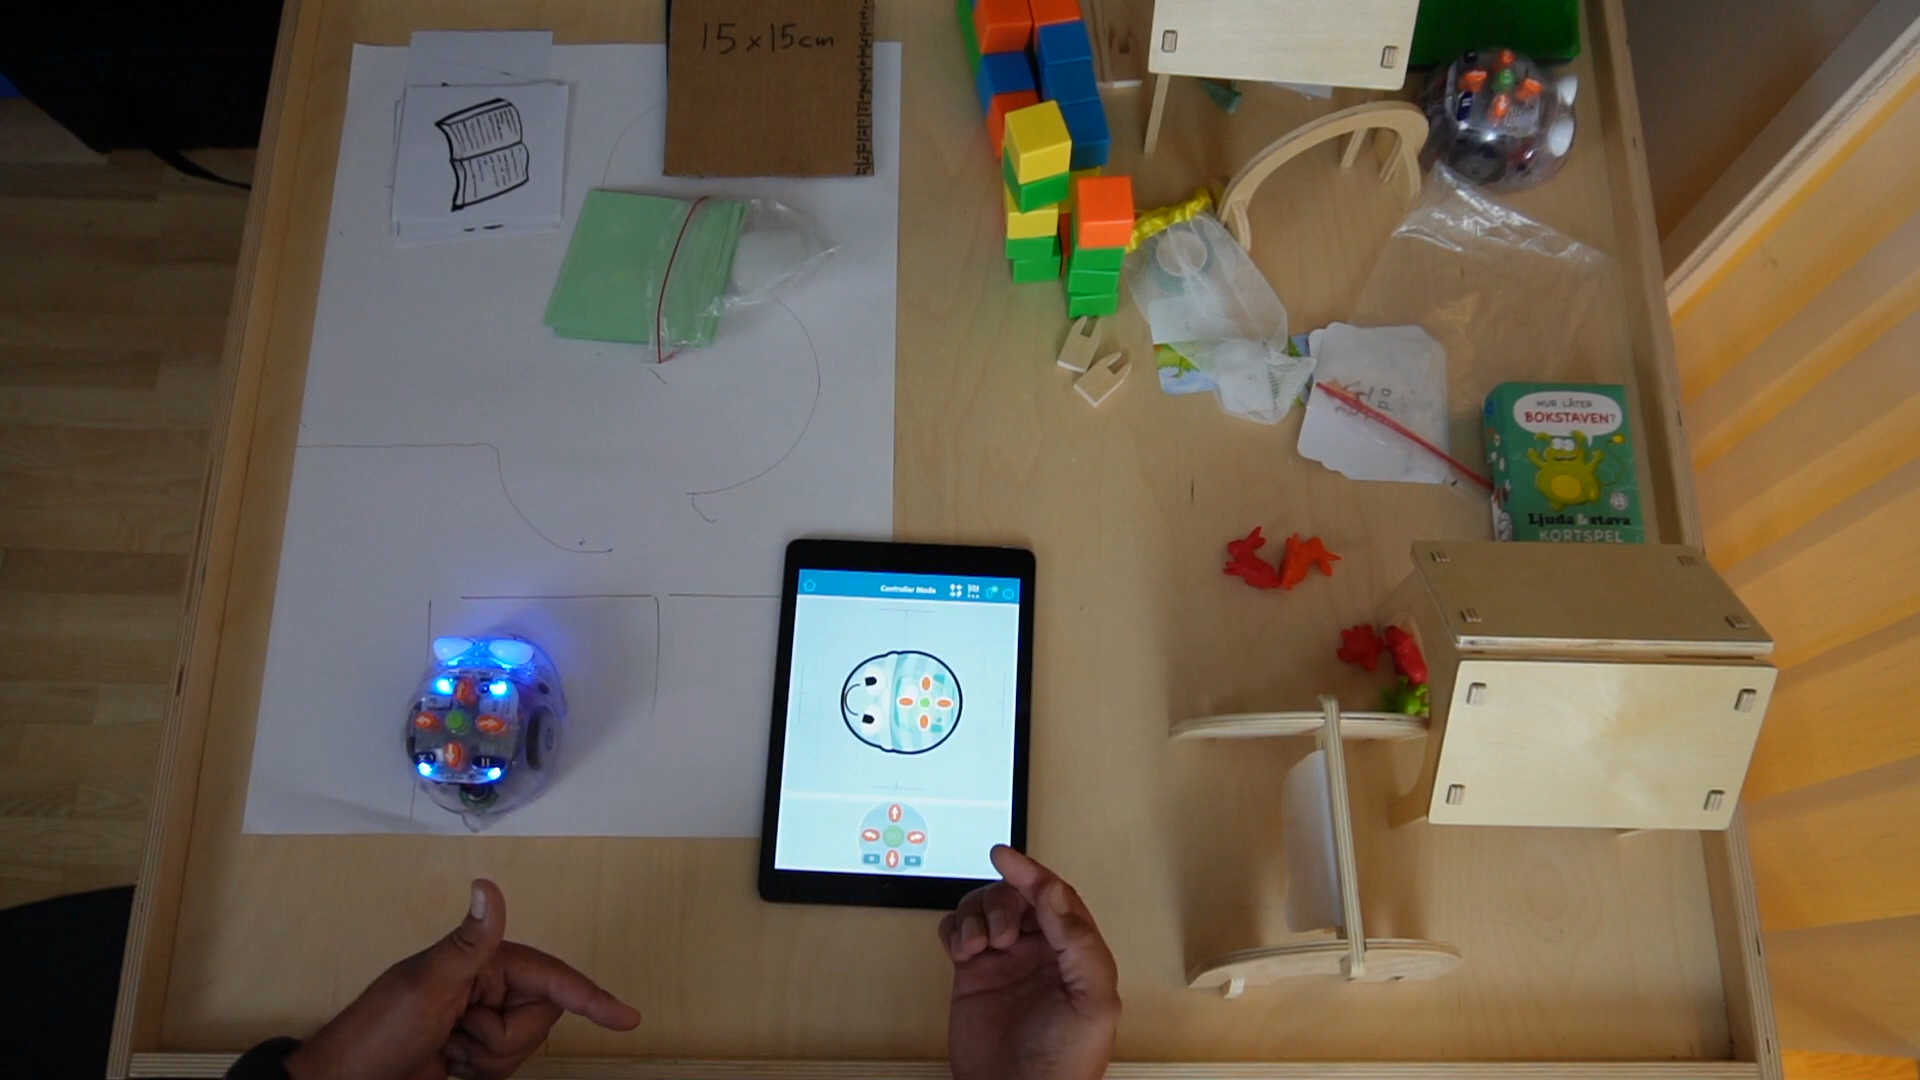 15x15cm
HUR LÅTER
BOKSTAVEN?
Ljuda & stava
KORTSPEL
Controller Mode